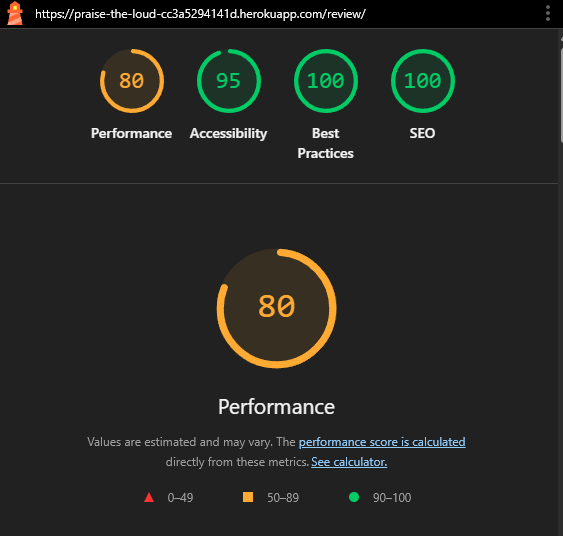 https://praise-the-loud-cc3a5294141d.herokuapp.com/review/
80 95 100 100
Performance Accessibility Best Practices SEO
80
Performance
Values are estimated and may vary. The performance score is calculated
directly from these metrics. See calculator.
0–49 50–89 90–100